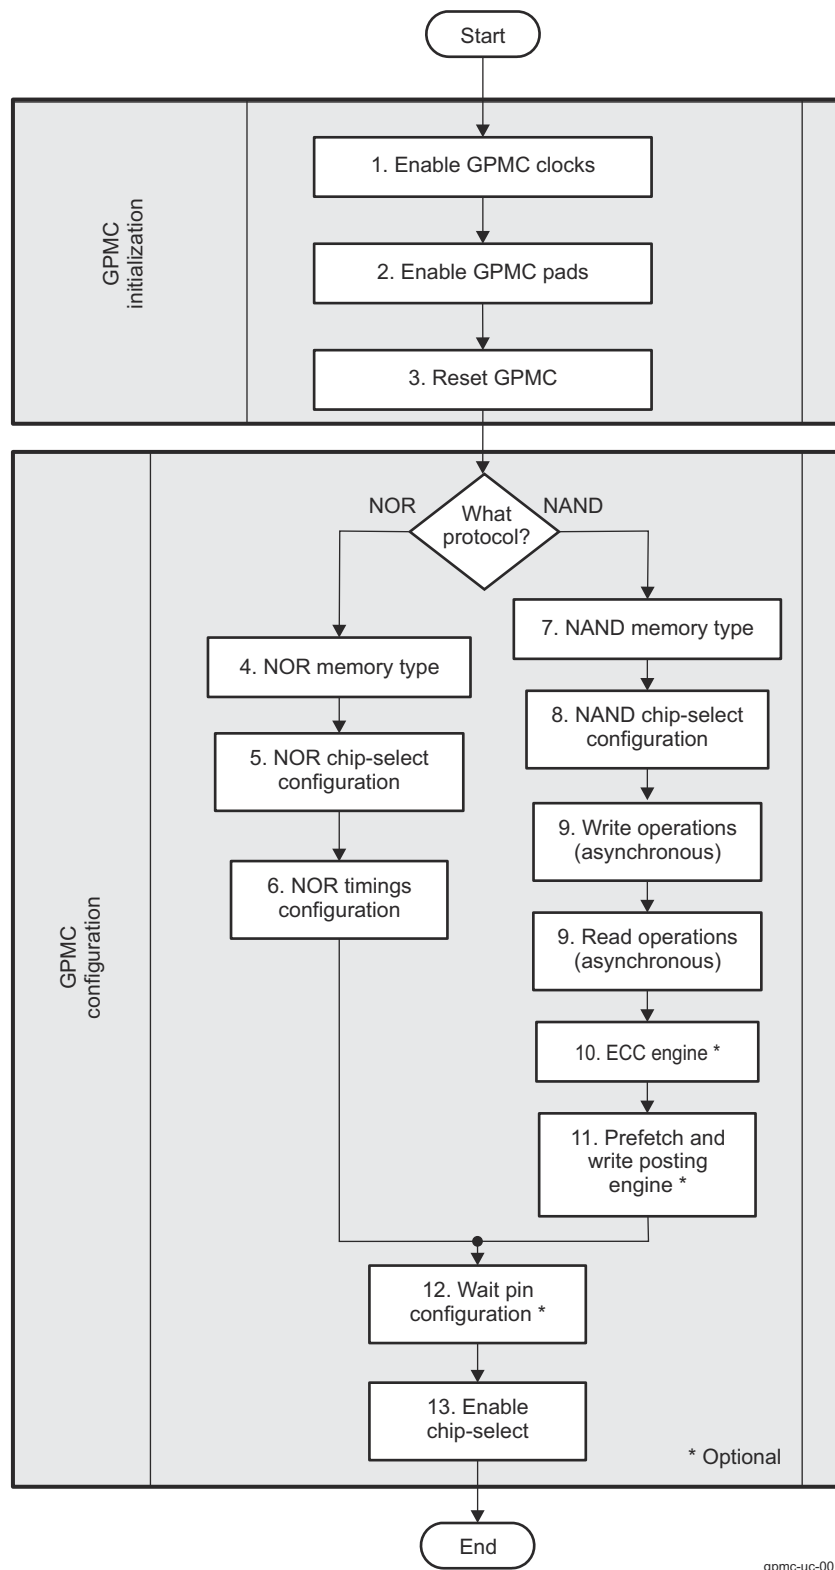 Start
GPMC
initialization
1. Enable GPMC clocks
2. Enable GPMC pads
3. Reset GPMC
GPMC
configuration
What
protocol?
NOR
NAND
4. NOR memory type
5. NOR chip-select
configuration
6. NOR timings
configuration
7. NAND memory type
8. NAND chip-select
configuration
9. Write operations
(asynchronous)
9. Read operations
(asynchronous)
10. ECC engine *
11. Prefetch and
write posting
engine *
12. Wait pin
configuration *
13. Enable
chip-select
* Optional
End
gpmc-uc-00